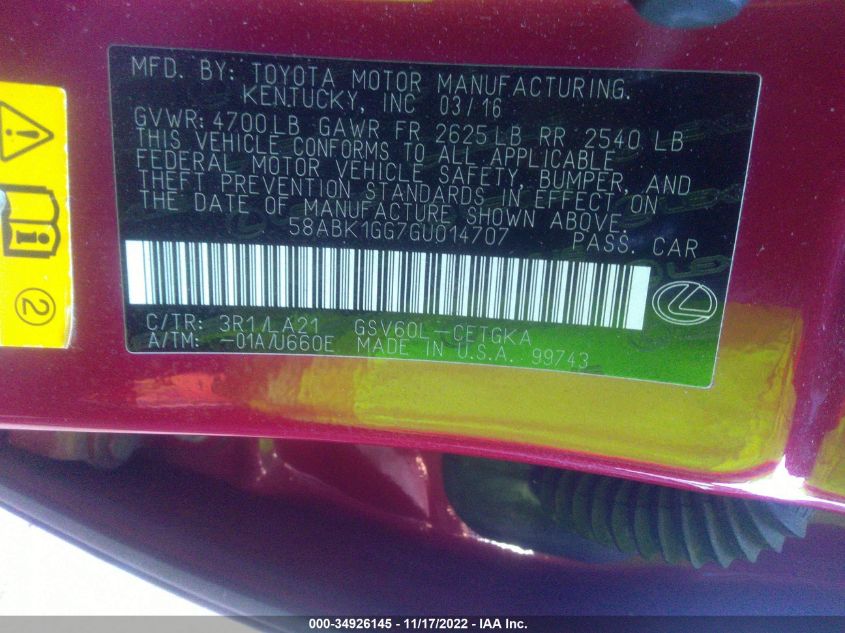 MFD. BY: TOYOTA MOTOR MANUFACTURING,
KENTUCKY, INC 03/16
GVWR: 4700LB GAWR FR 2625LB RR 2540 LB
THIS VEHICLE CONFORMS TO ALL APPLICABLE
FEDERAL MOTOR VEHICLE SAFETY, BUMPER, AND
THEFT PREVENTION STANDARDS IN EFFECT ON
THE DATE OF MANUFACTURE SHOWN ABOVE.
58ABK1GG7GU014707 PASS. CAR
C/TR: 3R1/LA21 GSV60L-CETGKA
A/TM: -01A/U660E MADE IN U.S.A. 99743
2
000-34926145 - 11/17/2022 - IAA Inc.